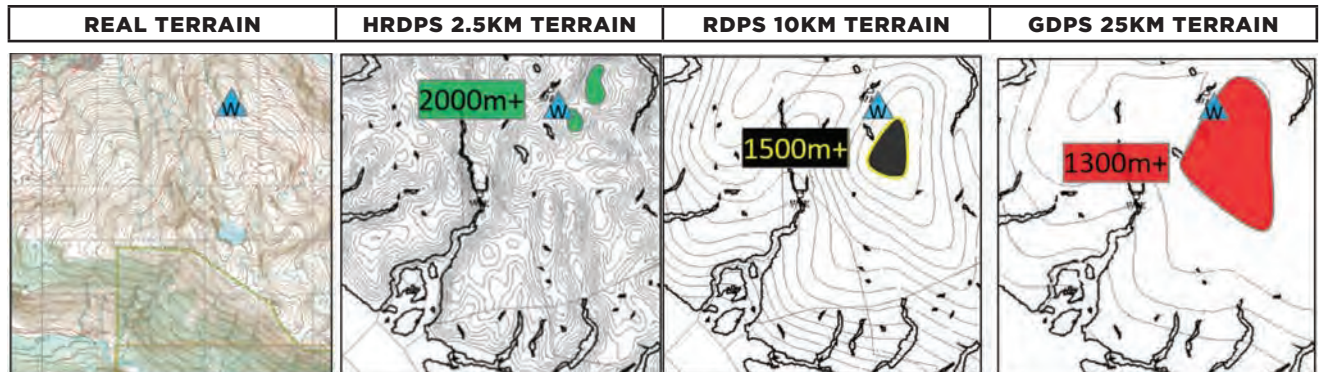 REAL TERRAIN
HRDPS 2.5KM TERRAIN
RDPS 10KM TERRAIN
GDPS 25KM TERRAIN
W
2000m+
W
1500m+
W
1300m+
W